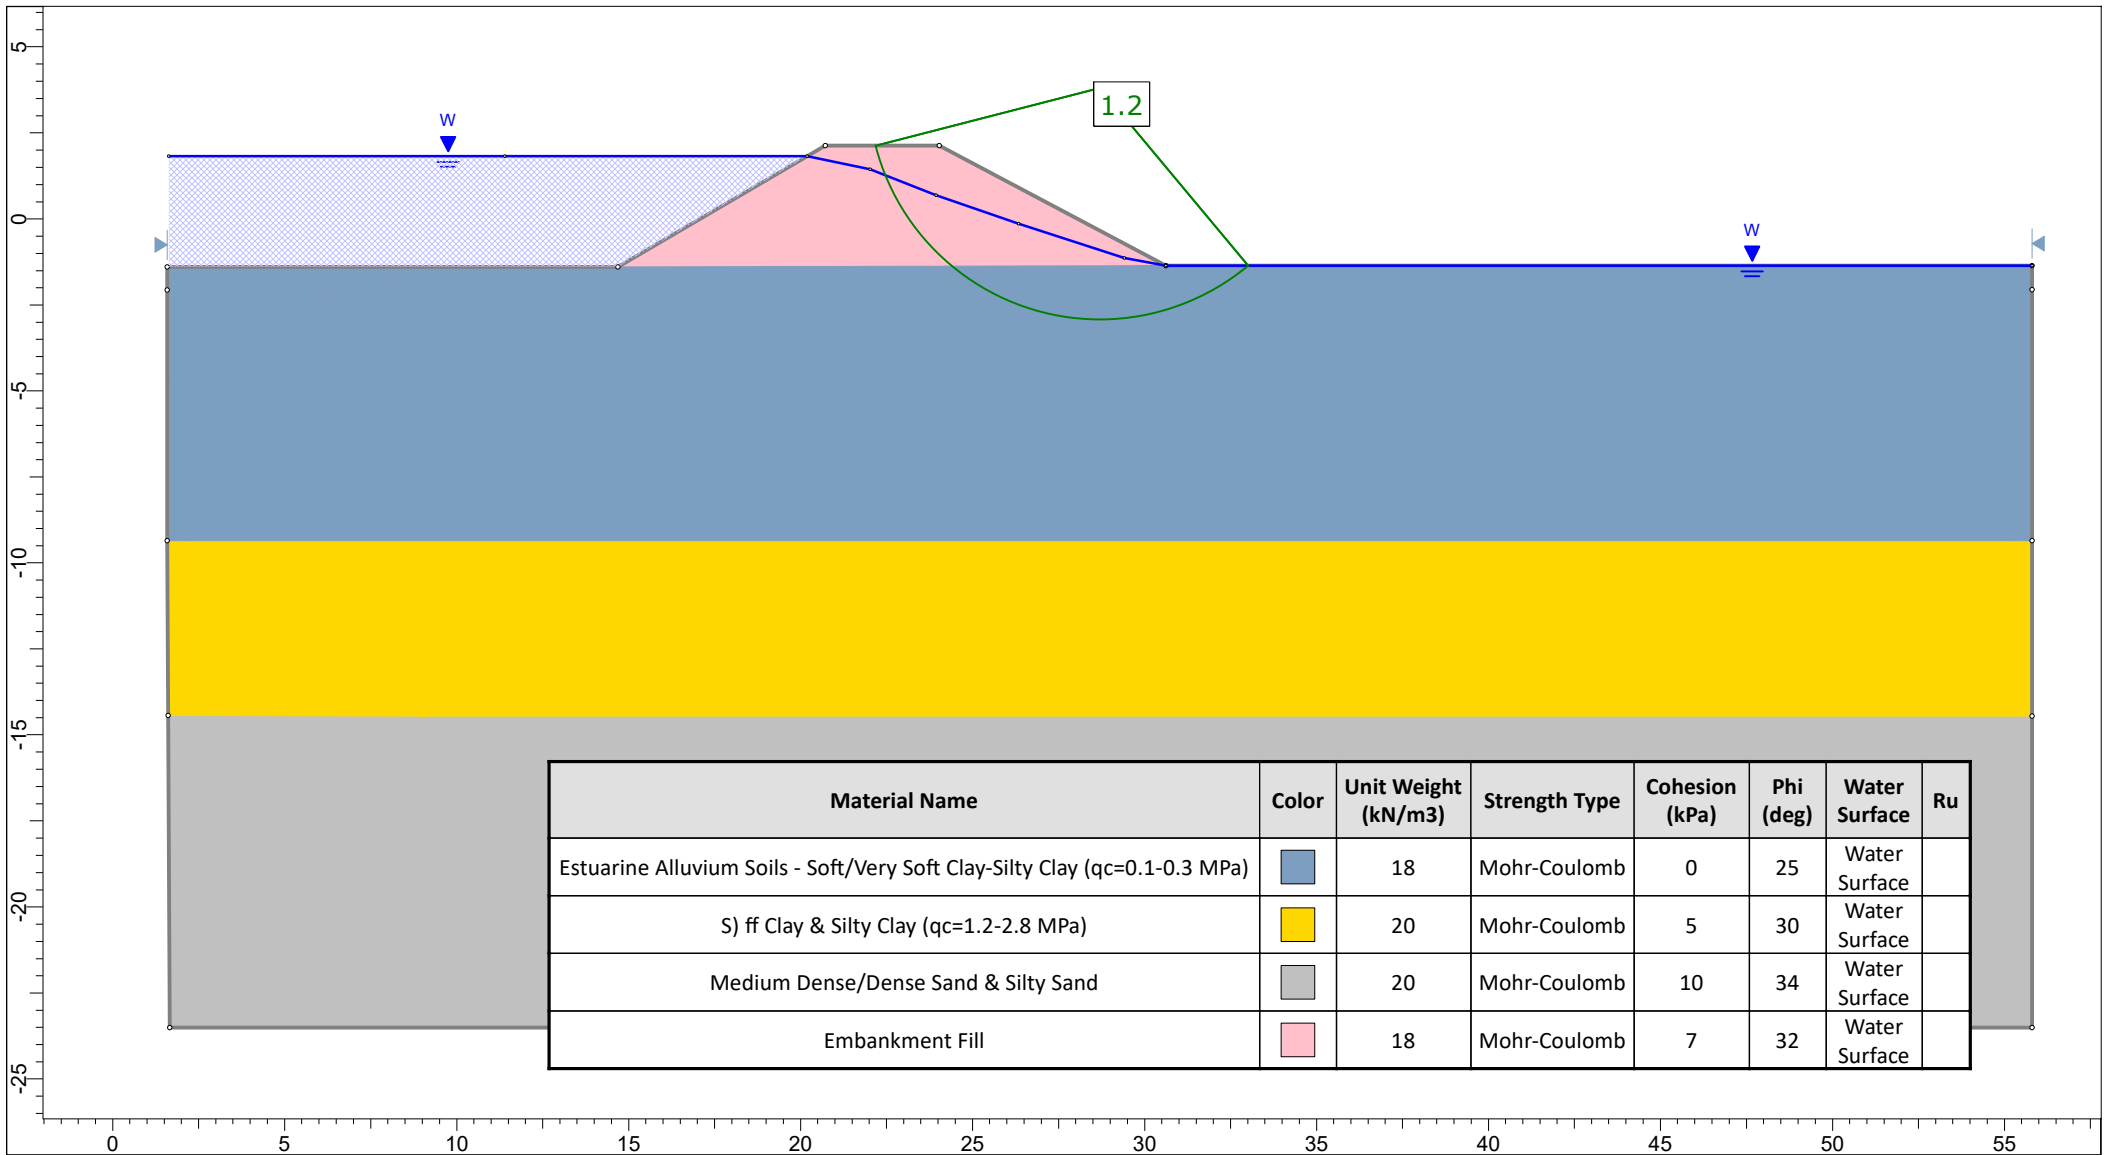 5
0
-5
-10
-15
-20
-25
W
1.2
W
Material Name Color Unit Weight (kN/m3) Strength Type Cohesion (kPa) Phi (deg) Water Surface Ru
Estuarine Alluvium Soils - Soft/Very Soft Clay-Silty Clay (qc=0.1-0.3 MPa) 18 Mohr-Coulomb 0 25 Water Surface
S) ff Clay & Silty Clay (qc=1.2-2.8 MPa) 20 Mohr-Coulomb 5 30 Water Surface
Medium Dense/Dense Sand & Silty Sand 20 Mohr-Coulomb 10 34 Water Surface
Embankment Fill 18 Mohr-Coulomb 7 32 Water Surface
0 5 10 15 20 25 30 35 40 45 50 55